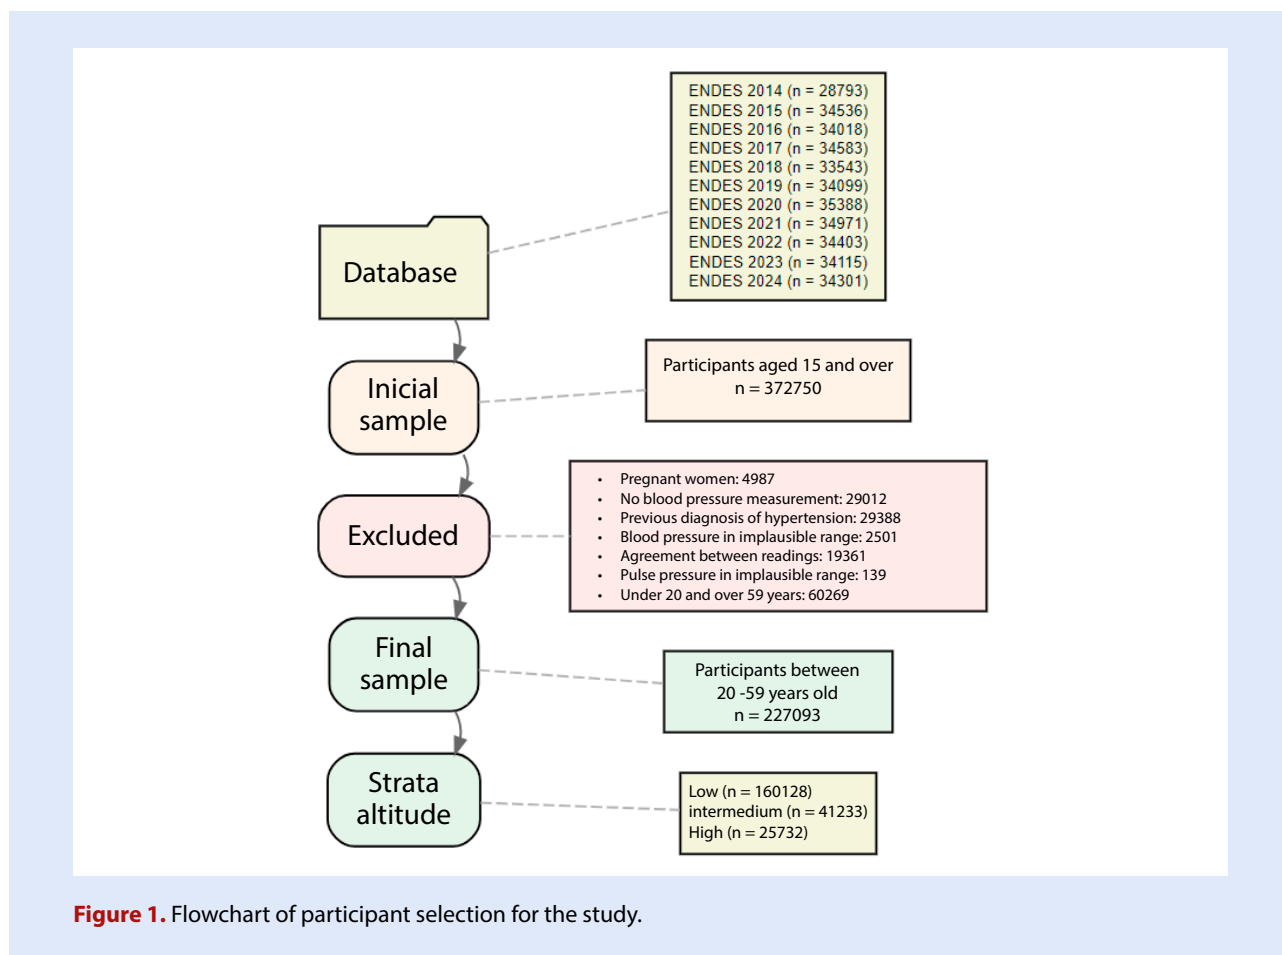 ENDES 2014 (n = 28793)
ENDES 2015 (n = 34536)
ENDES 2016 (n = 34018)
ENDES 2017 (n = 34583)
ENDES 2018 (n = 33543)
ENDES 2019 (n = 34099)
ENDES 2020 (n = 35388)
ENDES 2021 (n = 34971)
ENDES 2022 (n = 34403)
ENDES 2023 (n = 34115)
ENDES 2024 (n = 34301)
Database
Inicial
sample
Participants aged 15 and over
n = 372750
Excluded
• Pregnant women: 4987
• No blood pressure measurement: 29012
• Previous diagnosis of hypertension: 29388
• Blood pressure in implausible range: 2501
• Agreement between readings: 19361
• Pulse pressure in implausible range: 139
• Under 20 and over 59 years: 60269
Final
sample
Participants between
20 -59 years old
n = 227093
Strata
altitude
Low (n = 160128)
intermedium (n = 41233)
High (n = 25732)
Figure 1. Flowchart of participant selection for the study.